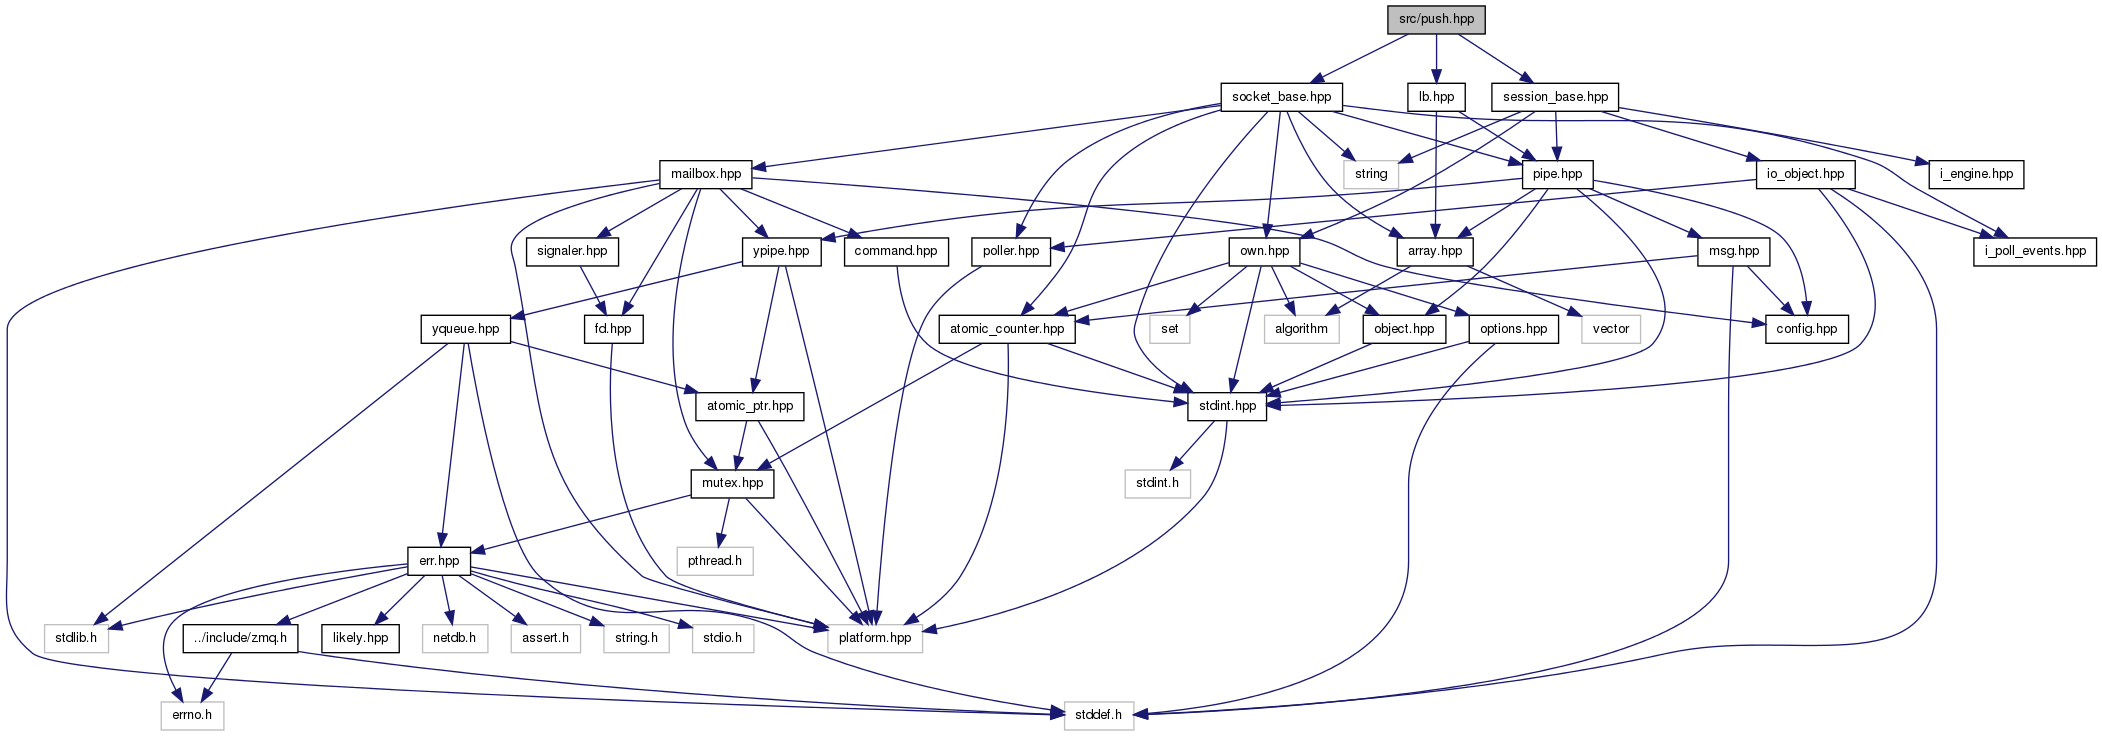 src/push.hpp
socket_base.hpp
lb.hpp
session_base.hpp
mailbox.hpp
string
pipe.hpp
io_object.hpp
i_engine.hpp
signaler.hpp
ypipe.hpp
command.hpp
poller.hpp
own.hpp
array.hpp
msg.hpp
i_poll_events.hpp
yqueue.hpp
fd.hpp
atomic_counter.hpp
set
algorithm
object.hpp
options.hpp
vector
config.hpp
atomic_ptr.hpp
stdint.hpp
mutex.hpp
stdint.h
err.hpp
pthread.h
stdlib.h
../include/zmq.h
likely.hpp
netdb.h
assert.h
string.h
stdio.h
platform.hpp
errno.h
stddef.h